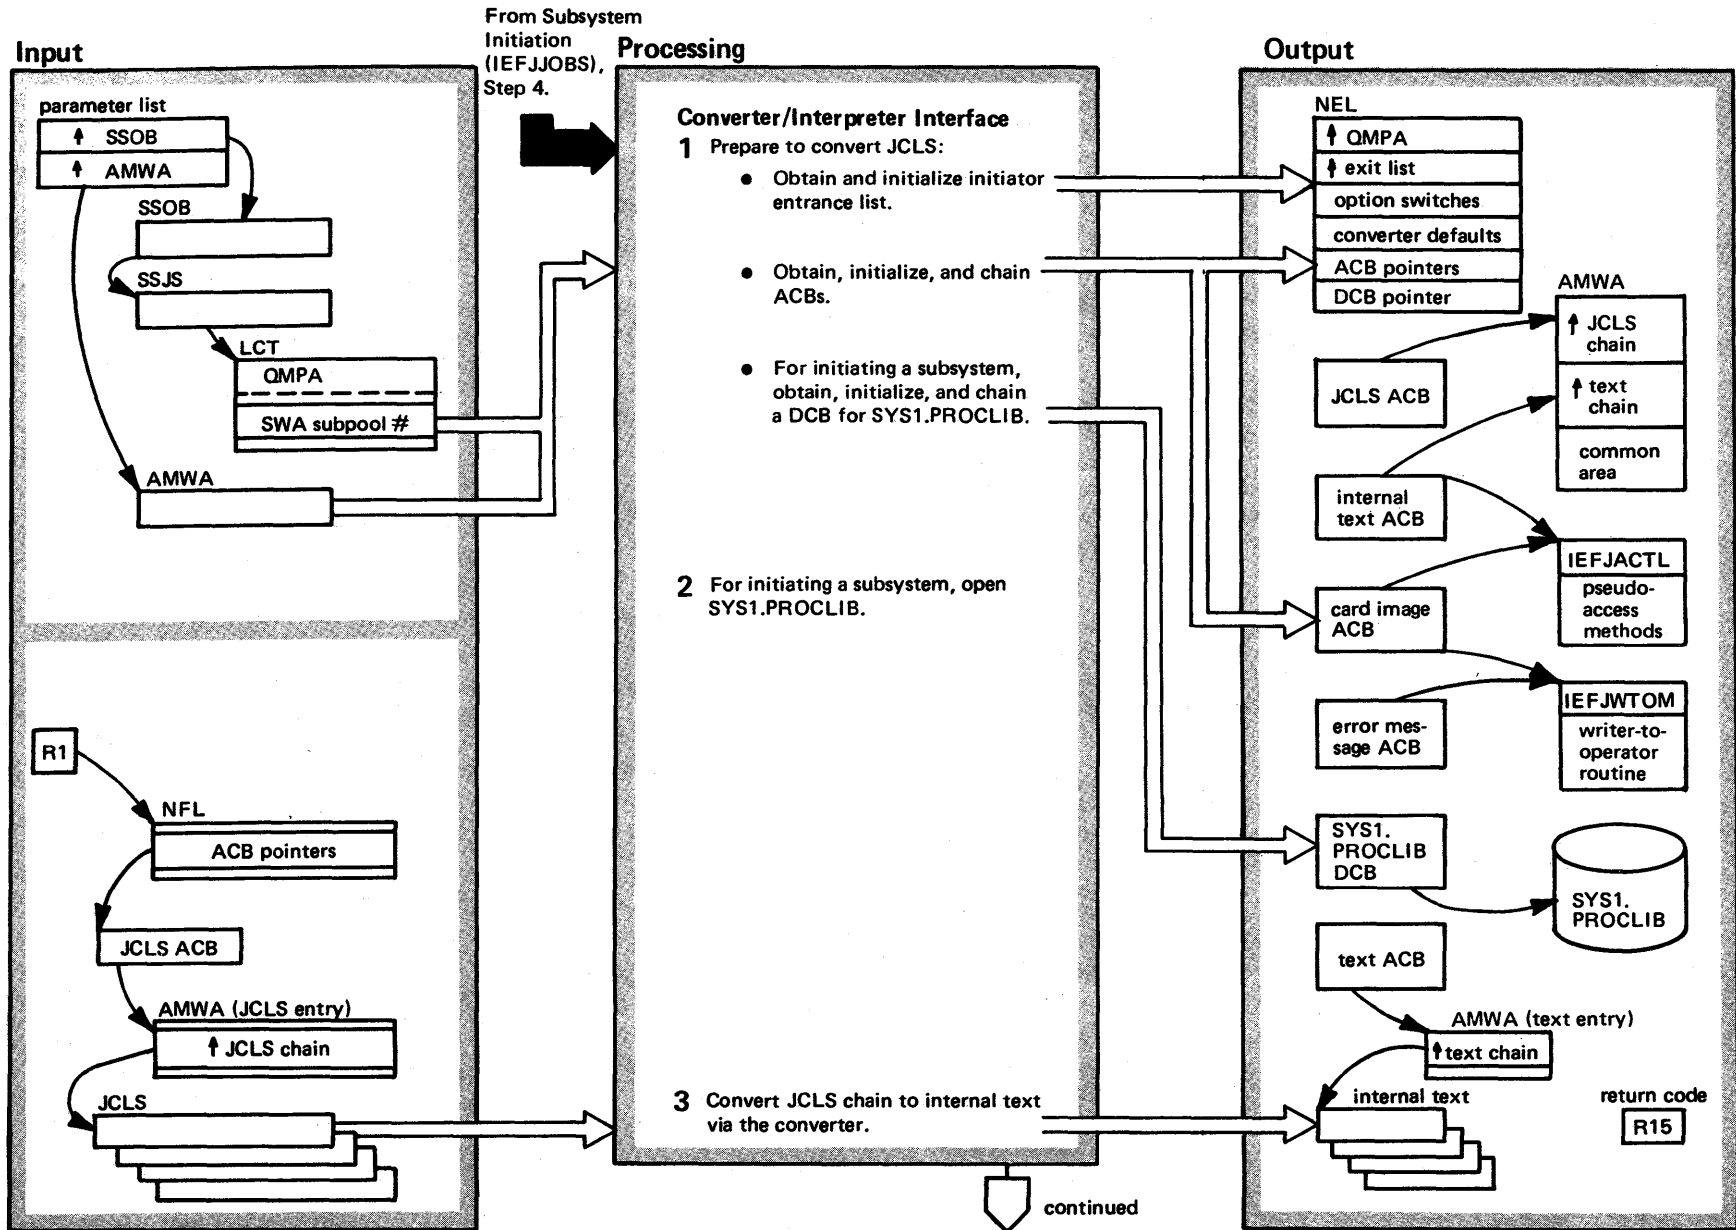 From Subsystem
Initiation
(IEFJJOBS),
Step 4.
Input
parameter list
↑ SSOB
↑ AMWA
SSOB
SSJS
LCT
QMPA
SWA subpool #
AMWA
R1
NFL
ACB pointers
JCLS ACB
AMWA (JCLS entry)
↑ JCLS chain
JCLS
Processing
Converter/Interpreter Interface
1 Prepare to convert JCLS:
● Obtain and initialize initiator
entrance list.
● Obtain, initialize, and chain
ACBs.
● For initiating a subsystem,
obtain, initialize, and chain
a DCB for SYS1.PROCLIB.
2 For initiating a subsystem, open
SYS1.PROCLIB.
3 Convert JCLS chain to internal text
via the converter.
continued
Output
NEL
↑ QMPA
↑ exit list
option switches
converter defaults
ACB pointers
DCB pointer
AMWA
↑ JCLS
chain
↑ text
chain
common
area
JCLS ACB
internal
text ACB
IEFJACTL
pseudo-
access
methods
card image
ACB
IEFJWTOM
writer-to-
operator
routine
error mes-
sage ACB
SYS1.
PROCLIB
DCB
SYS1.
PROCLIB
text ACB
AMWA (text entry)
↑ text chain
internal text
return code
R15